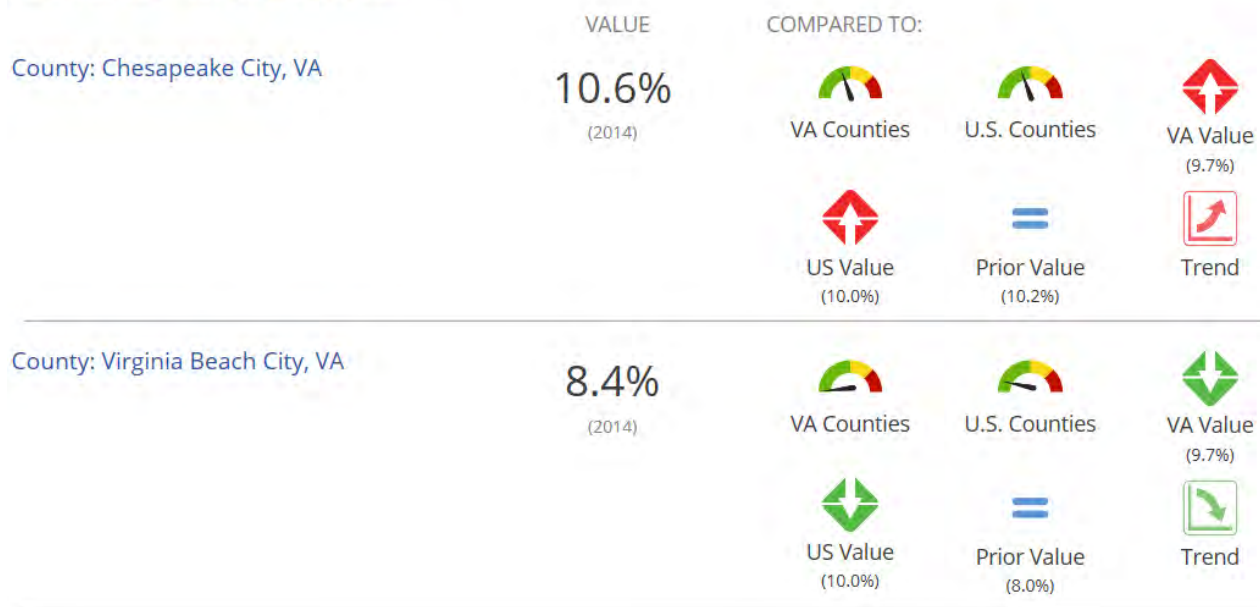 VALUE COMPARED TO:
County: Chesapeake City, VA
10.6%
(2014)
VA Counties U.S. Counties VA Value
(9.7%)
US Value Prior Value Trend
(10.0%) (10.2%)
County: Virginia Beach City, VA
8.4%
(2014)
VA Counties U.S. Counties VA Value
(9.7%)
US Value Prior Value Trend
(10.0%) (8.0%)